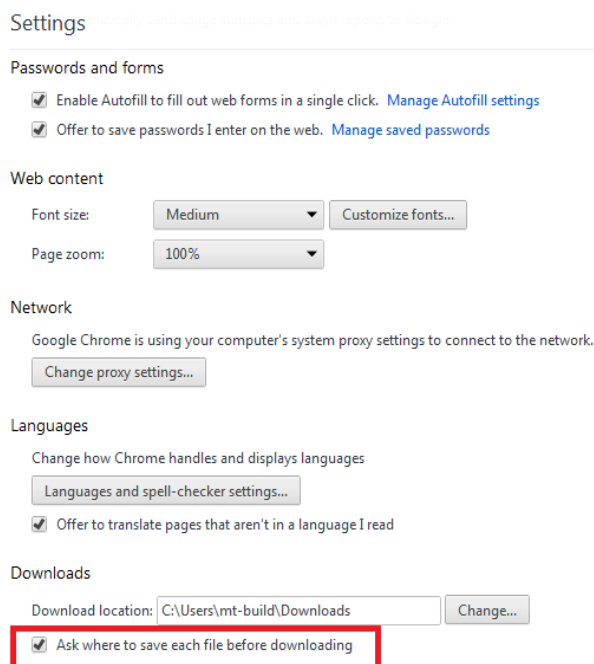 Settings
Passwords and forms
Enable Autofill to fill out web forms in a single click. Manage Autofill settings
Offer to save passwords I enter on the web. Manage saved passwords
Web content
Font size: Medium Customize fonts...
Page zoom: 100%
Network
Google Chrome is using your computer's system proxy settings to connect to the network.
Change proxy settings...
Languages
Change how Chrome handles and displays languages
Languages and spell-checker settings...
Offer to translate pages that aren't in a language I read
Downloads
Download location: C:\Users\mt-build\Downloads Change...
Ask where to save each file before downloading